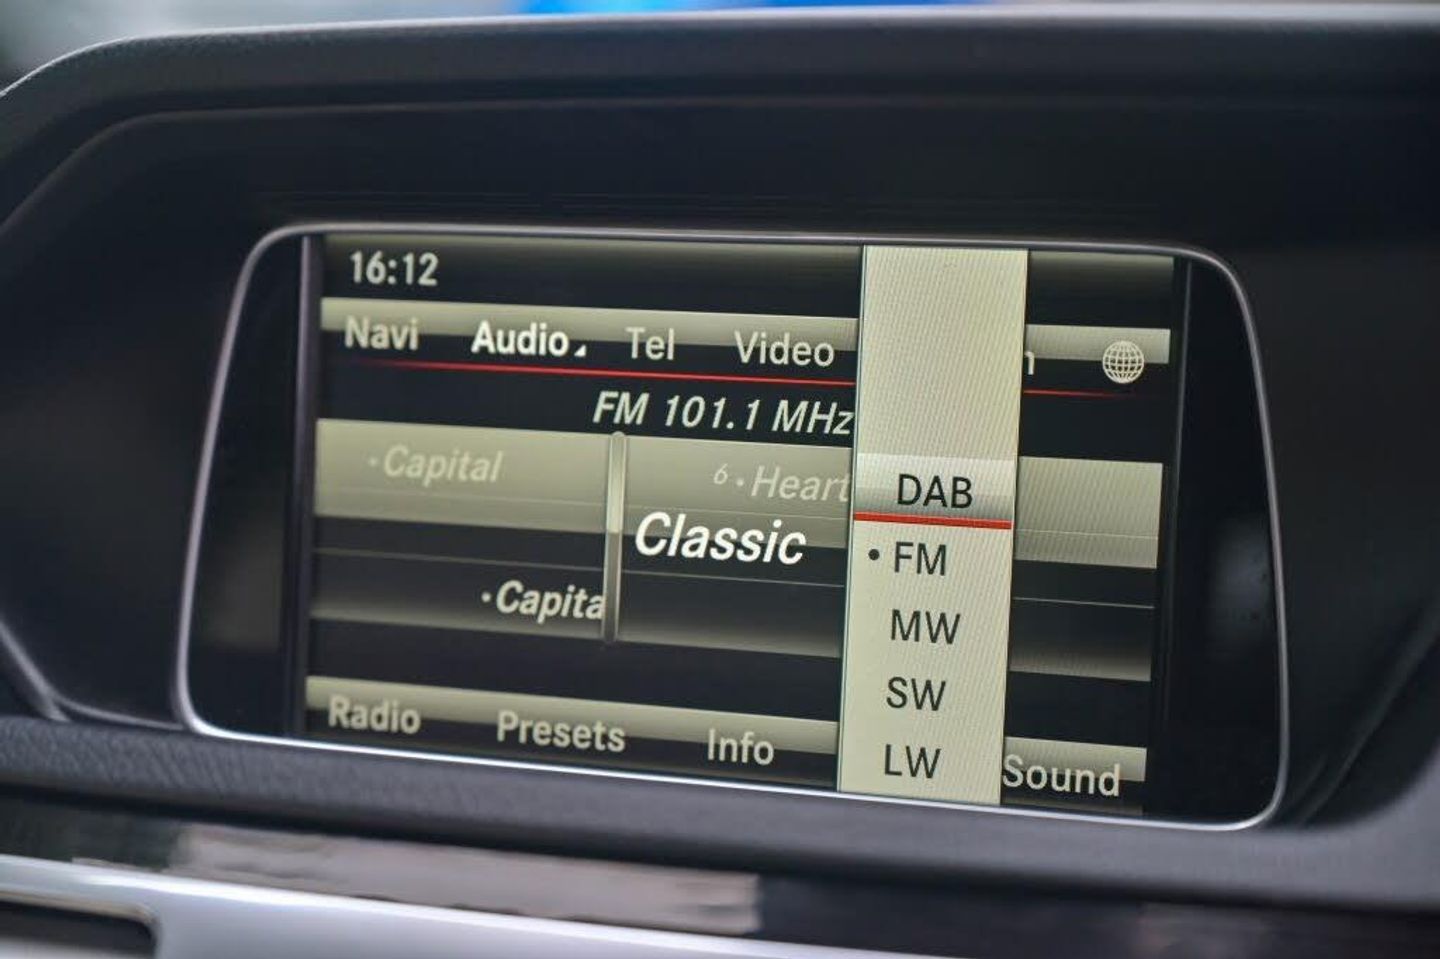 16:12
Navi Audio Tel Video
FM 101.1 MHz
Capital 6 Heart
Classic
Capita
DAB
FM
MW
SW
LW
Radio Presets Info Sound